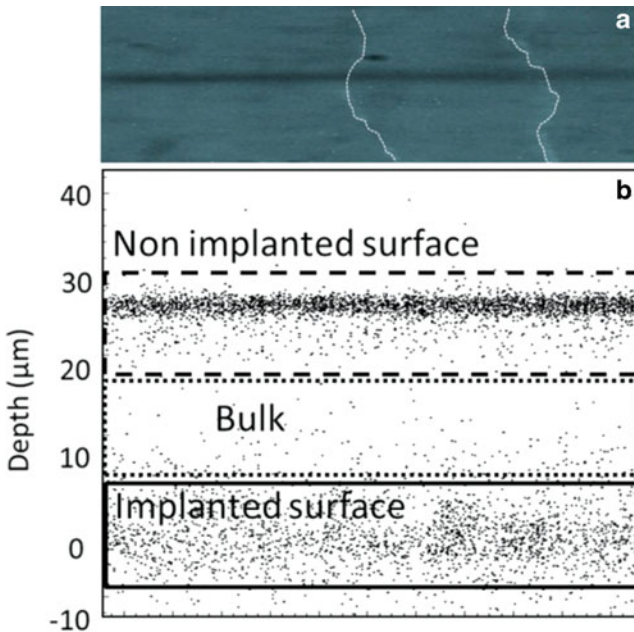 a
b
40
Non implanted surface
30
20
Bulk
10
Implanted surface
0
-10
Depth (μm)